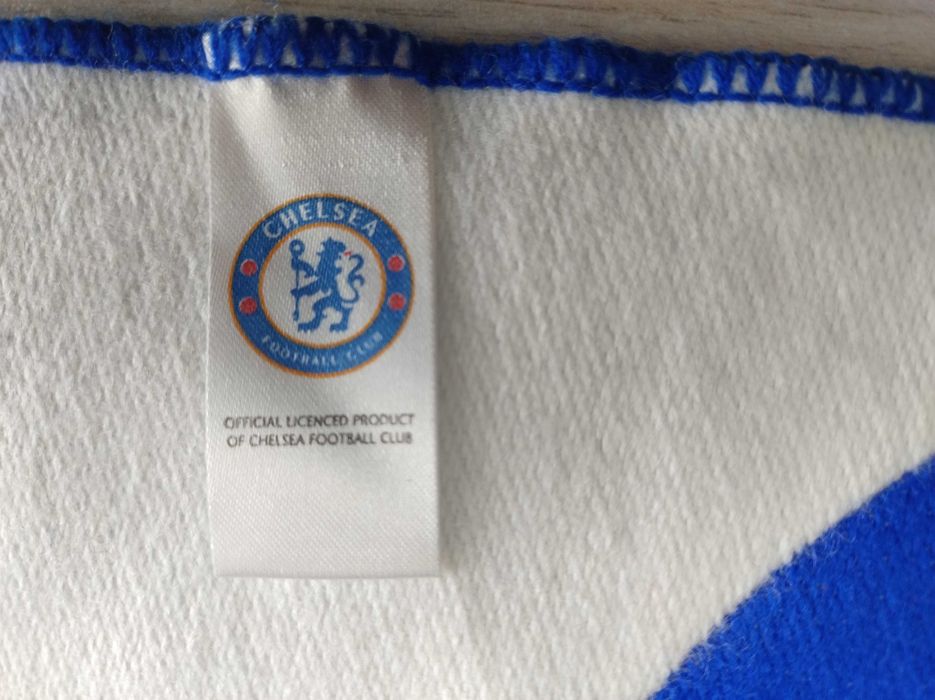 CHELSEA
FOOTBALL CLUB
OFFICIAL LICENCED PRODUCT
OF CHELSEA FOOTBALL CLUB